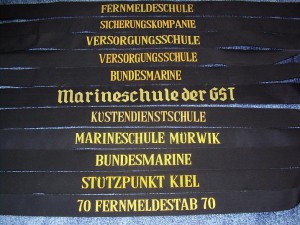 FERNMELDESCHULE
SICHERUNGSKOMPANIE
VERSORGUNGSSCHULE
VERSORGUNGSSCHULE
BUNDESMARINE
Marineschule der GST
KUSTENDIENSTSCHULE
MARINESCHULE MURWIK
BUNDESMARINE
STUTZPUNKT KIEL
70 FERNMELDESTAB 70